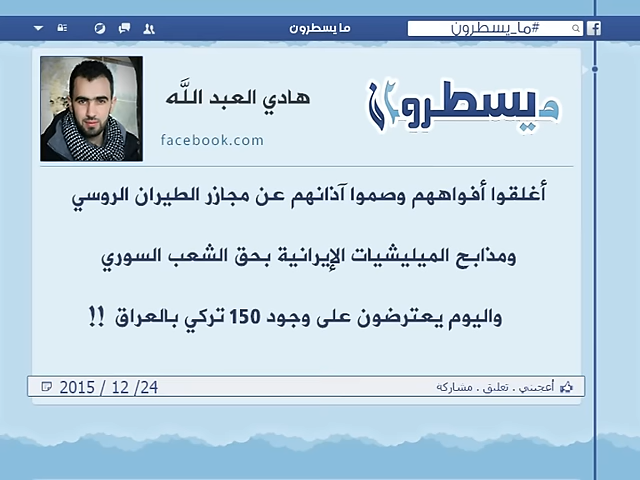 ما يسطرون
#ما_يسطرون
ما يسطرون
هادي العبد الله
facebook.com
أغلقوا أفواههم وصموا آذانهم عن مجازر الطيران الروسي
ومذابح الميليشيات الإيرانية بحق الشعب السوري
واليوم يعترضون على وجود 150 تركي بالعراق !!
أعجبني . تعليق . مشاركه
2015 / 12 /24